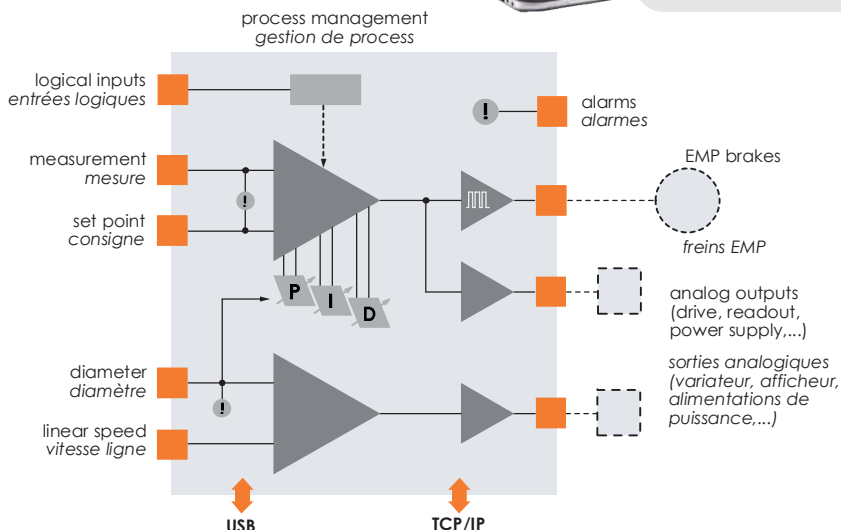 process management
gestion de process
logical inputs
entrées logiques
!
alarms
alarmes
measurement
mesure
!
EMP brakes
set point
consigne
freins EMP
P
I
D
analog outputs
(drive, readout,
power supply,...)
sorties analogiques
(variateur, afficheur,
alimentations de
puissance,...)
diameter
diamètre
!
linear speed
vitesse ligne
USB
TCP/IP